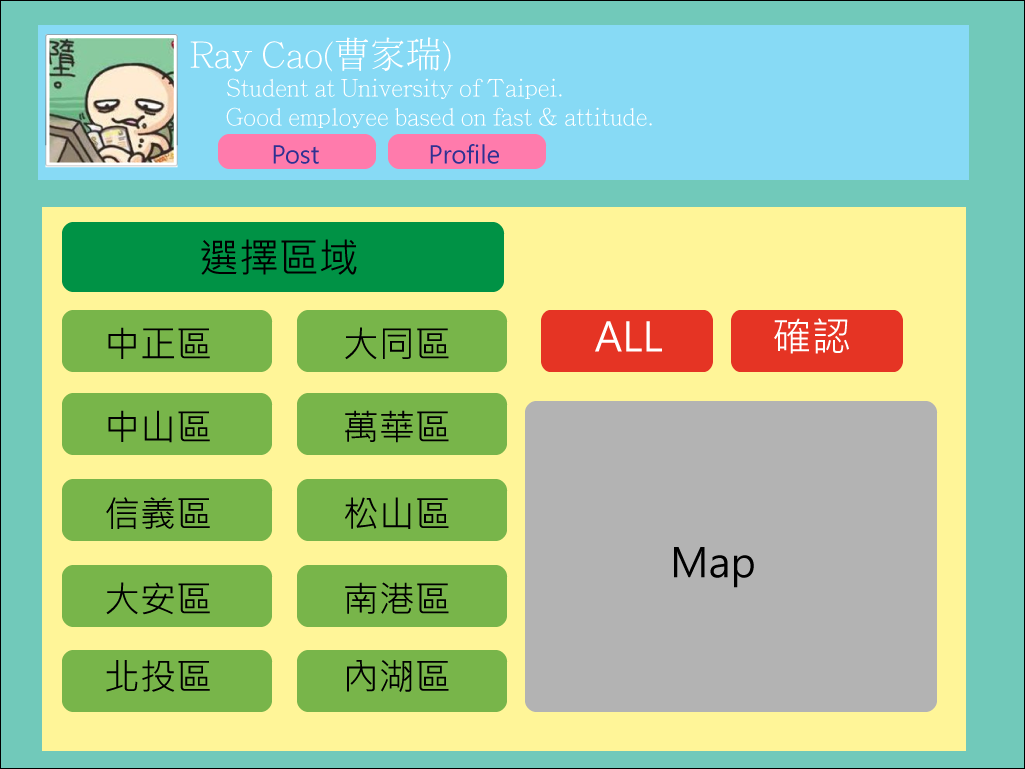 墮
土。
Ray Cao(曹家瑞)
Student at University of Taipei.
Good employee based on fast & attitude.
Post
Profile
選擇區域
中正區
大同區
ALL
確認
中山區
萬華區
信義區
松山區
Map
大安區
南港區
北投區
內湖區